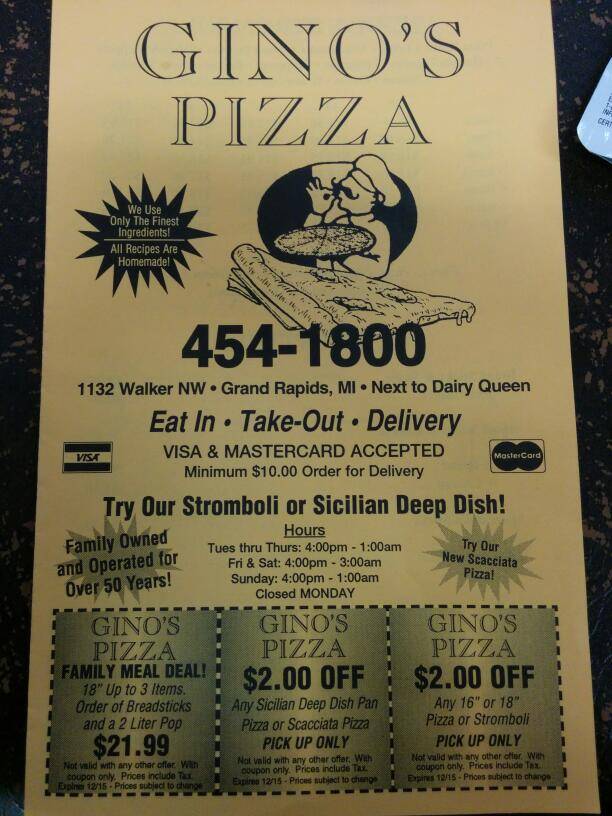 GINO'S
PIZZA
We Use
Only The Finest
Ingredients!
All Recipes Are
Homemade!
454-1800
1132 Walker NW • Grand Rapids, MI • Next to Dairy Queen
Eat In • Take-Out • Delivery
VISA
VISA & MASTERCARD ACCEPTED
MasterCard
Minimum $10.00 Order for Delivery
Try Our Stromboli or Sicilian Deep Dish!
Family Owned
and Operated for
Over 50 Years!
Hours
Tues thru Thurs: 4:00pm - 1:00am
Fri & Sat: 4:00pm - 3:00am
Sunday: 4:00pm - 1:00am
Closed MONDAY
Try Our
New Scacciata
Pizza!
GINO'S
PIZZA
FAMILY MEAL DEAL!
18" Up to 3 Items.
Order of Breadsticks
and a 2 Liter Pop
$21.99
Not valid with any other offer. With
coupon only. Prices include Tax.
Expires 12/15 - Prices subject to change
GINO'S
PIZZA
$2.00 OFF
Any Sicilian Deep Dish Pan
Pizza or Scacciata Pizza
PICK UP ONLY
Not valid with any other offer. With
coupon only. Prices include Tax.
Expires 12/15 - Prices subject to change
GINO'S
PIZZA
$2.00 OFF
Any 16" or 18"
Pizza or Stromboli
PICK UP ONLY
Not valid with any other offer. With
coupon only. Prices include Tax.
Expires 12/15 - Prices subject to change